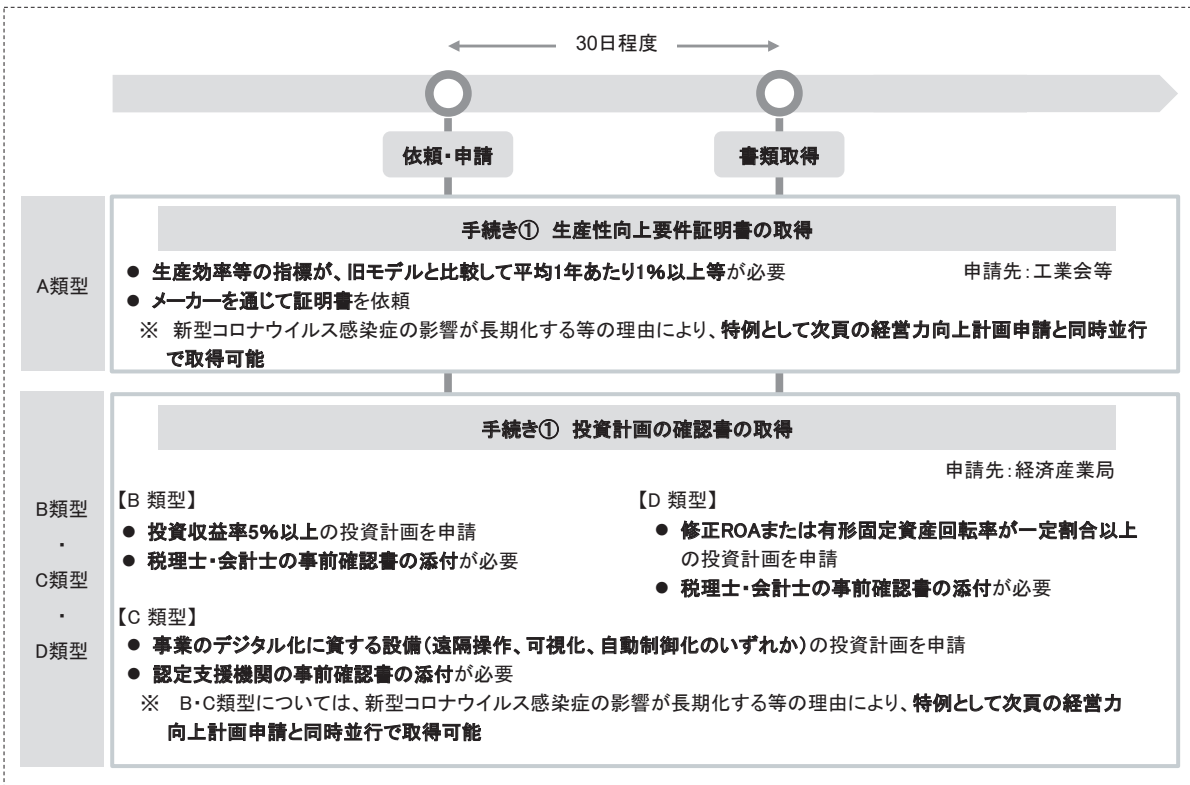 30日程度
依頼・申請
書類取得
A類型
手続き① 生産性向上要件証明書の取得
● 生産効率等の指標が、旧モデルと比較して平均1年あたり1%以上等が必要
申請先：工業会等
● メーカーを通じて証明書を依頼
※ 新型コロナウイルス感染症の影響が長期化する等の理由により、特例として次頁の経営力向上計画申請と同時並行
で取得可能
B類型
・
C類型
・
D類型
手続き① 投資計画の確認書の取得
申請先：経済産業局
【B 類型】
● 投資収益率5%以上の投資計画を申請
● 税理士・会計士の事前確認書の添付が必要
【D 類型】
● 修正ROAまたは有形固定資産回転率が一定割合以上
の投資計画を申請
● 税理士・会計士の事前確認書の添付が必要
【C 類型】
● 事業のデジタル化に資する設備（遠隔操作、可視化、自動制御化のいずれか）の投資計画を申請
● 認定支援機関の事前確認書の添付が必要
※ B・C類型については、新型コロナウイルス感染症の影響が長期化する等の理由により、特例として次頁の経営力
向上計画申請と同時並行で取得可能